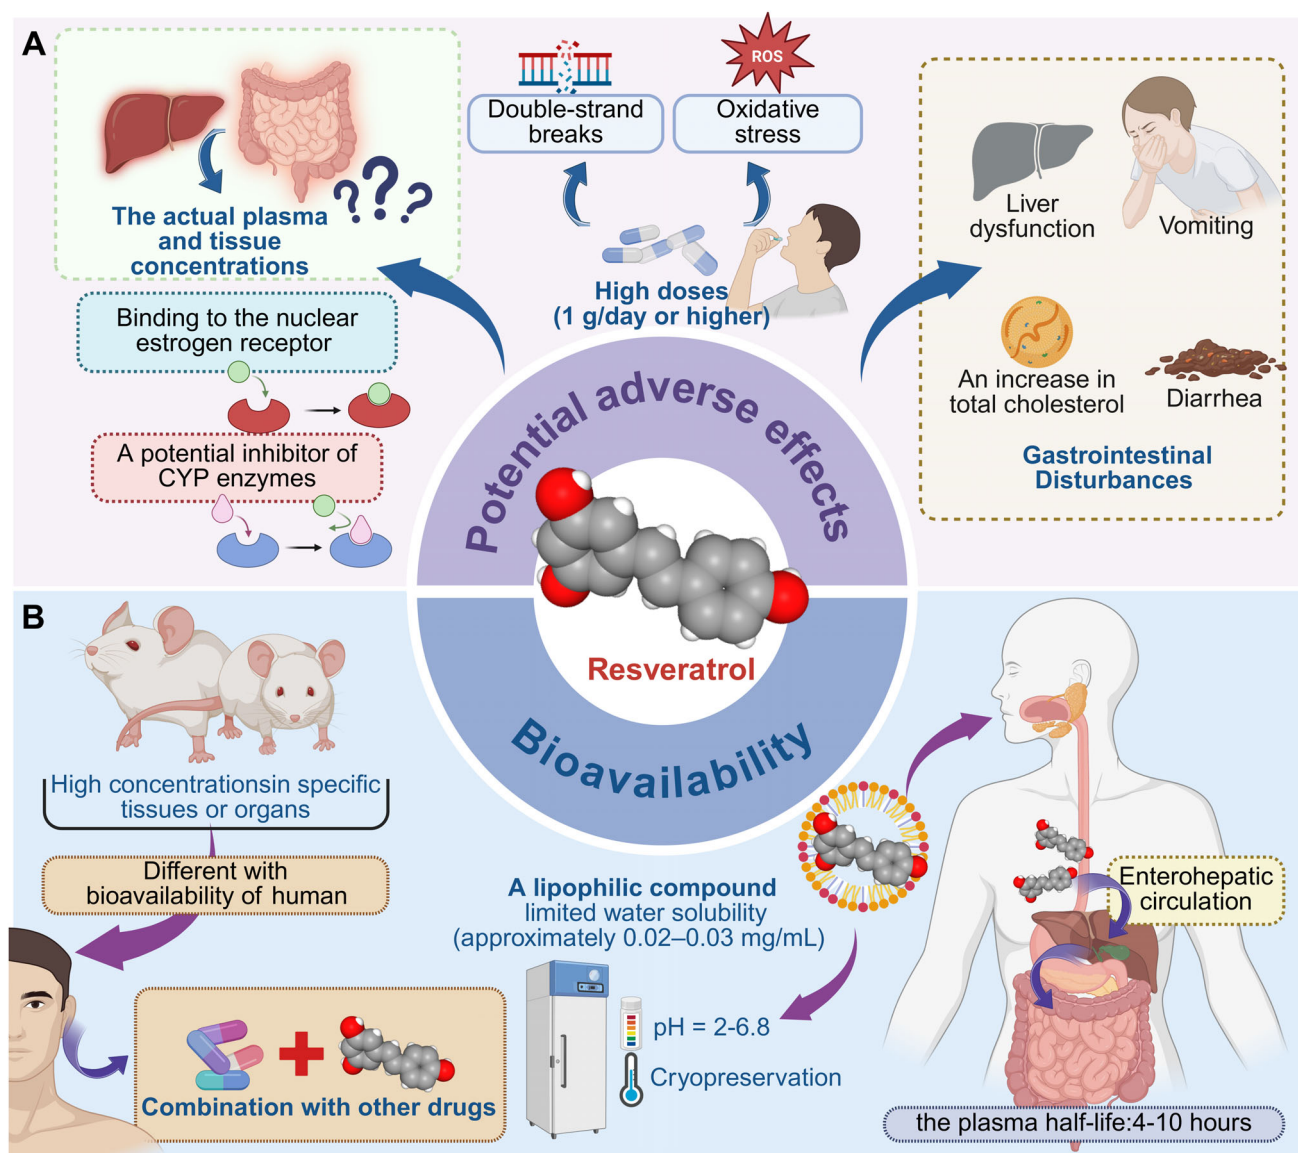 A
ROS
Double-strand
breaks
Oxidative
stress
The actual plasma
and tissue
concentrations
???
High doses
(1 g/day or higher)
Liver
dysfunction
Vomiting
An increase in
total cholesterol
Diarrhea
Gastrointestinal
Disturbances
Binding to the nuclear
estrogen receptor
A potential inhibitor of
CYP enzymes
Potential adverse effects
Resveratrol
Bioavailability
B
High concentrationsin specific
tissues or organs
Different with
bioavailability of human
Combination with other drugs
A lipophilic compound
limited water solubility
(approximately 0.02–0.03 mg/mL)
pH = 2-6.8
Cryopreservation
Enterohepatic
circulation
the plasma half-life:4-10 hours